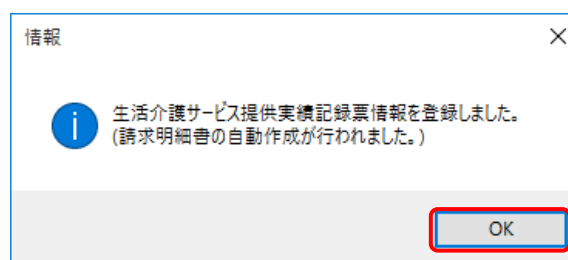 情報
生活介護サービス提供実績記録票情報を登録しました。
(請求明細書の自動作成が行われました。)
OK